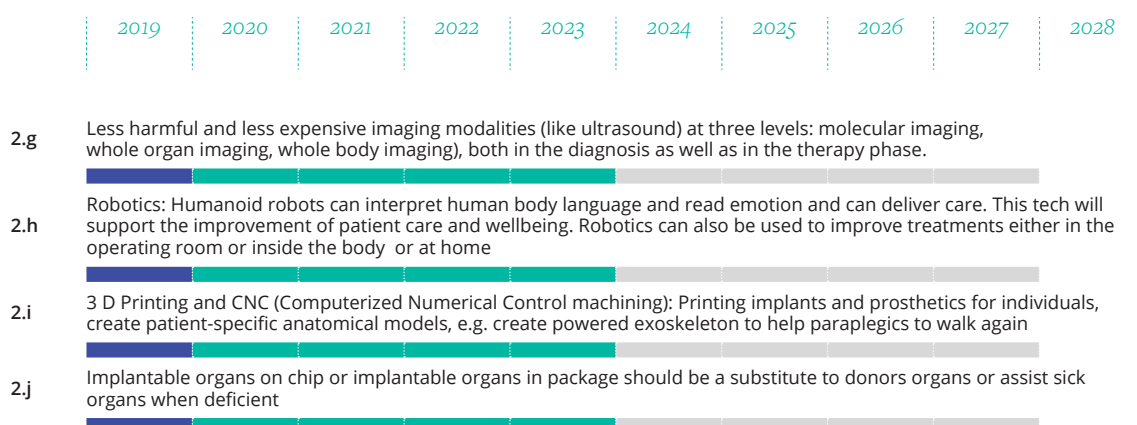 2019 2020 2021 2022 2023 2024 2025 2026 2027 2028
2.g
Less harmful and less expensive imaging modalities (like ultrasound) at three levels: molecular imaging,
whole organ imaging, whole body imaging), both in the diagnosis as well as in the therapy phase.
2.h
Robotics: Humanoid robots can interpret human body language and read emotion and can deliver care. This tech will
support the improvement of patient care and wellbeing. Robotics can also be used to improve treatments either in the
operating room or inside the body or at home
2.i
3 D Printing and CNC (Computerized Numerical Control machining): Printing implants and prosthetics for individuals,
create patient-specific anatomical models, e.g. create powered exoskeleton to help paraplegics to walk again
2.j
Implantable organs on chip or implantable organs in package should be a substitute to donors organs or assist sick
organs when deficient